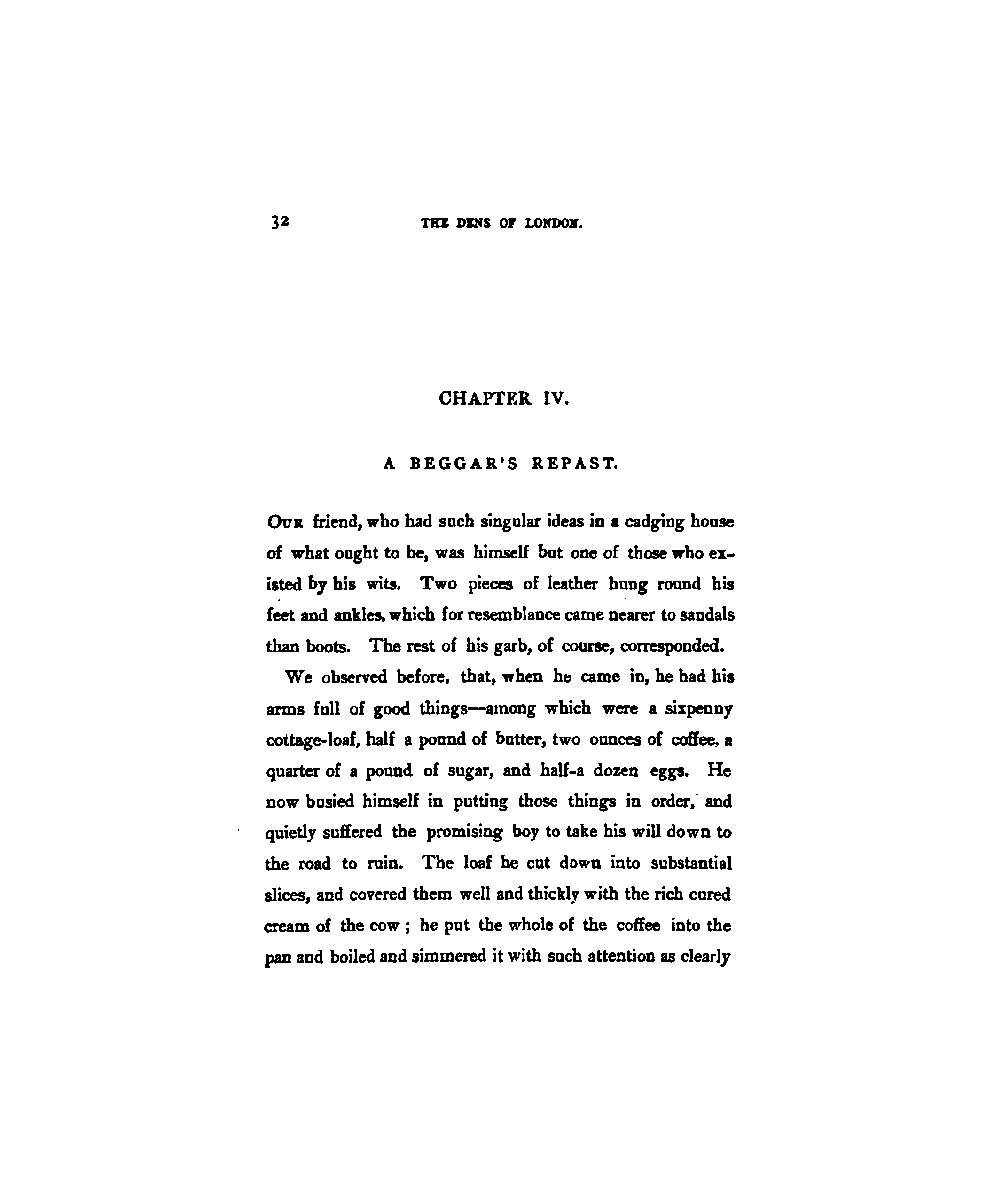 32 THE DENS OF LONDON.
CHAPTER IV.
A BEGGAR'S REPAST.
OUR friend, who had such singular ideas in a cadging house
of what ought to be, was himself but one of those who ex-
isted by his wits. Two pieces of leather hung round his
feet and ankles, which for resemblance came nearer to sandals
than boots. The rest of his garb, of course, corresponded.
We observed before, that, when he came in, he had his
arms full of good things—among which were a sixpenny
cottage-loaf, half a pound of butter, two ounces of coffee, a
quarter of a pound of sugar, and half-a dozen eggs. He
now busied himself in putting those things in order, and
quietly suffered the promising boy to take his will down to
the road to ruin. The loaf he cut down into substantial
slices, and covered them well and thickly with the rich cured
cream of the cow; he put the whole of the coffee into the
pan and boiled and simmered it with such attention as clearly